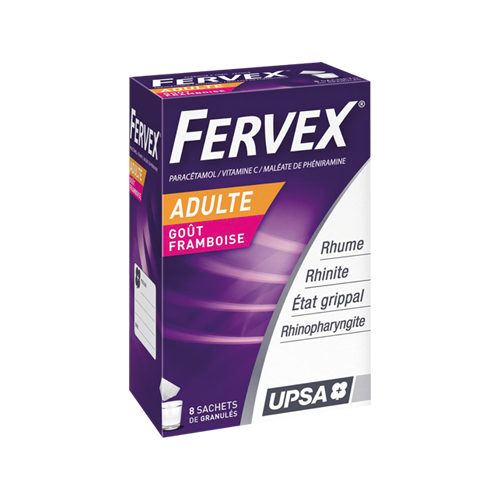 FERVEX®
PARACÉTAMOL / VITAMINE C / MALÉATE DE PHÉNIRAMINE
ADULTE
GOÛT
FRAMBOISE
Rhume
Rhinite
État grippal
Rhinopharyngite
8 SACHETS
DE GRANULÉS
UPSA